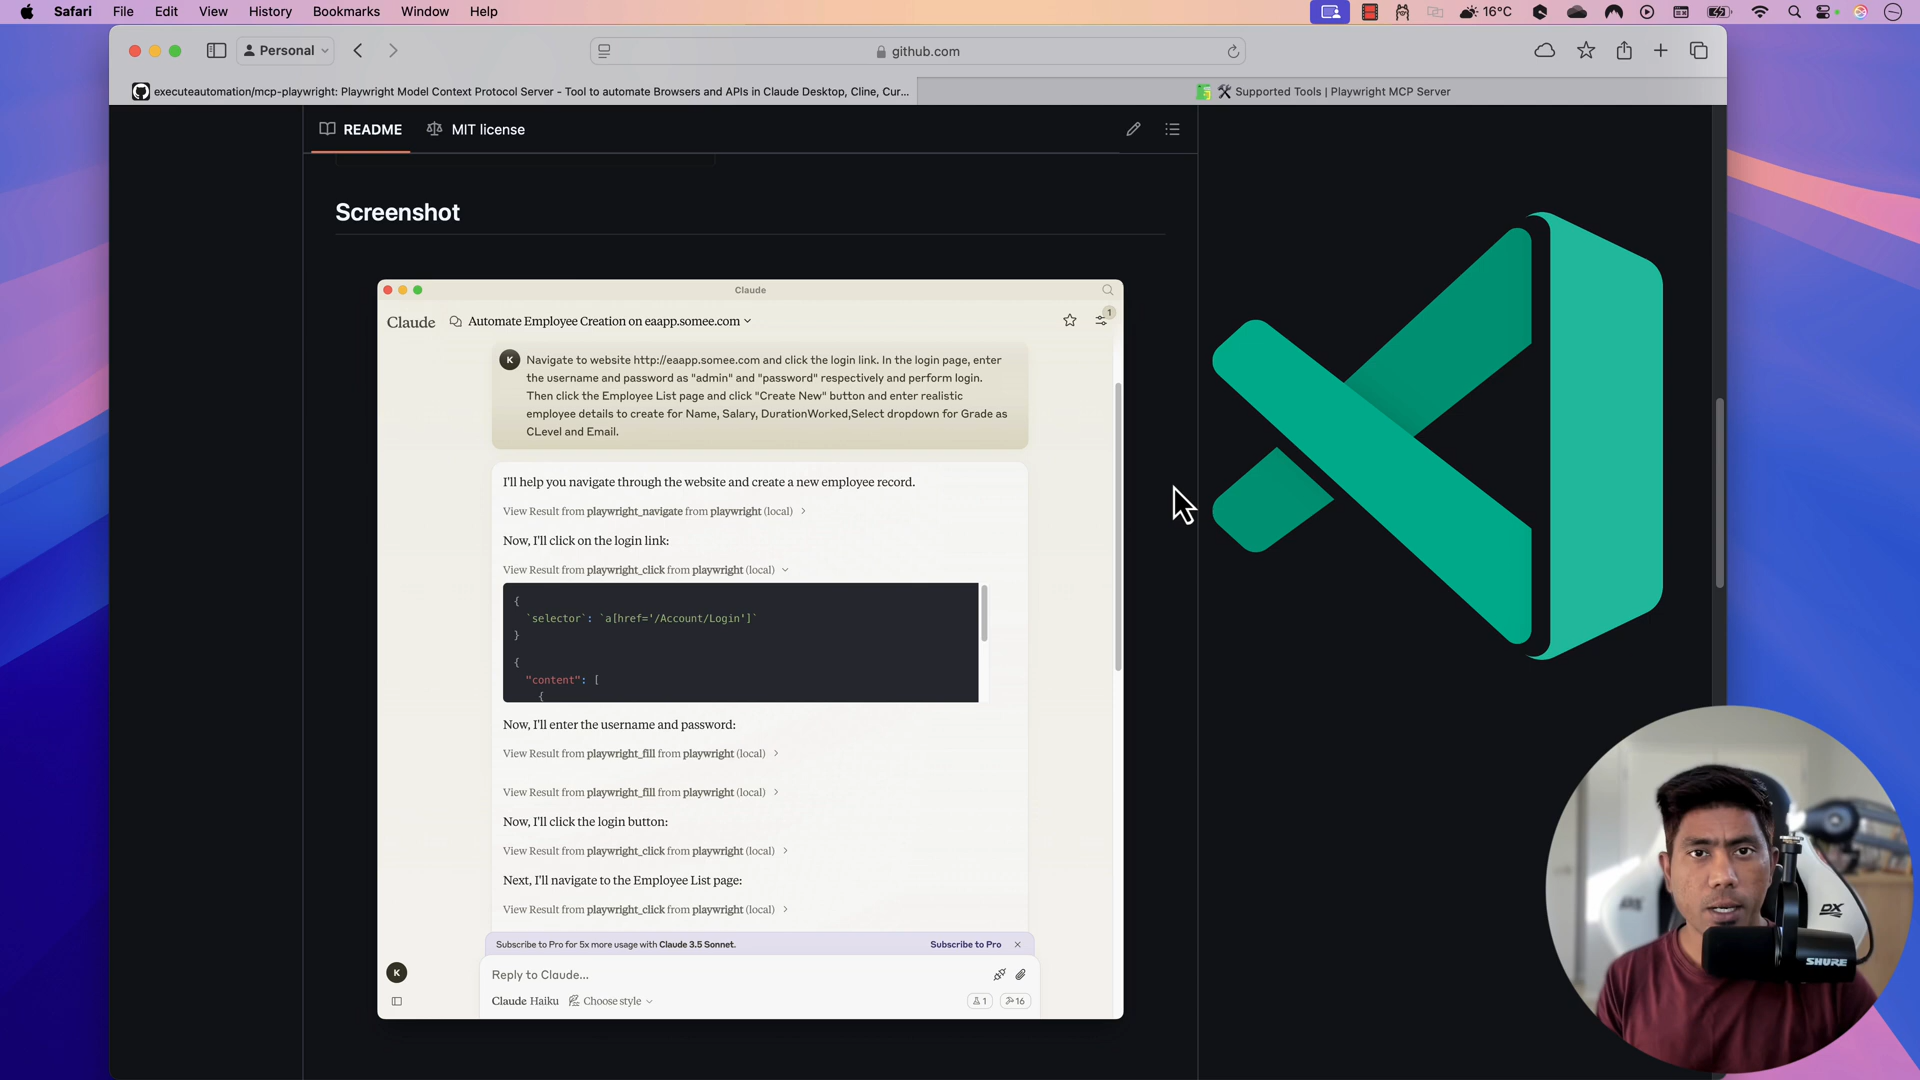 Safari File Edit View History Bookmarks Window Help 16°C
Personal github.com
executeautomation/mcp-playwright: Playwright Model Context Protocol Server - Tool to automate Browsers and APIs in Claude Desktop, Cline, Cur... 🛠 Supported Tools | Playwright MCP Server
README MIT license
Screenshot
Claude
Claude Automate Employee Creation on eaapp.somee.com 1
K Navigate to website http://eaapp.somee.com and click the login link. In the login page, enter
the username and password as "admin" and "password" respectively and perform login.
Then click the Employee List page and click "Create New" button and enter realistic
employee details to create for Name, Salary, DurationWorked,Select dropdown for Grade as
CLevel and Email.
I'll help you navigate through the website and create a new employee record.
View Result from playwright_navigate from playwright (local)
Now, I'll click on the login link:
View Result from playwright_click from playwright (local)
{
`selector`: `a[href='/Account/Login']`
}
{
"content": [
{
Now, I'll enter the username and password:
View Result from playwright_fill from playwright (local)
View Result from playwright_fill from playwright (local)
Now, I'll click the login button:
View Result from playwright_click from playwright (local)
Next, I'll navigate to the Employee List page:
View Result from playwright_click from playwright (local)
Subscribe to Pro for 5x more usage with Claude 3.5 Sonnet. Subscribe to Pro
K
Reply to Claude...
Claude Haiku Choose style 1 16
DX
SHURE